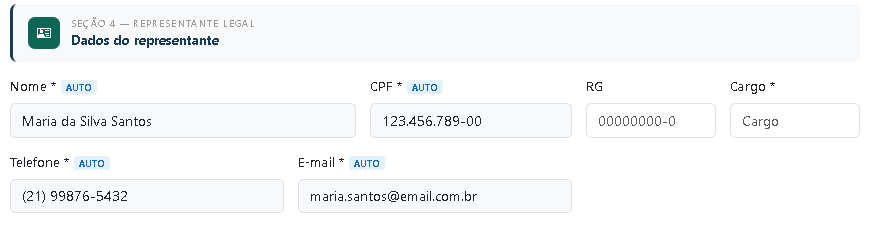 SEÇÃO 4 — REPRESENTANTE LEGAL
Dados do representante
Nome * AUTO CPF * AUTO RG Cargo *
Maria da Silva Santos 123.456.789-00 00000000-0 Cargo
Telefone * AUTO E-mail * AUTO
(21) 99876-5432 maria.santos@email.com.br